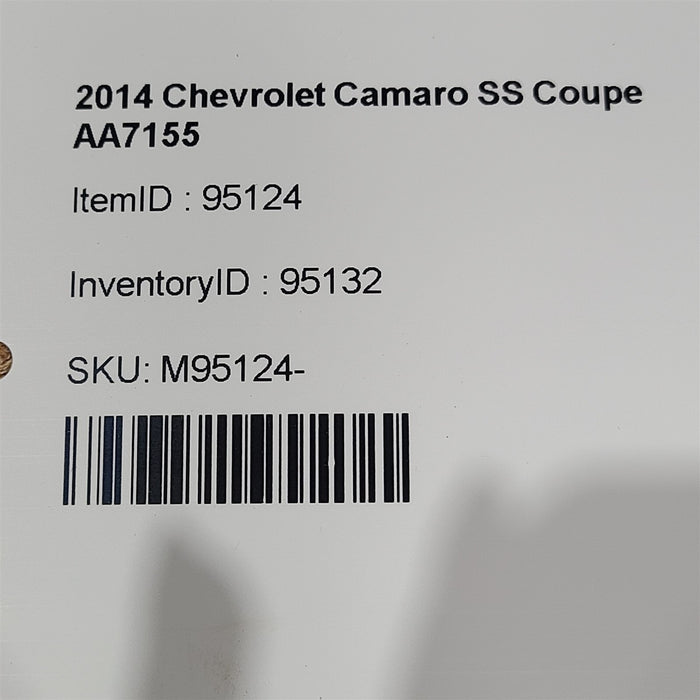 2014 Chevrolet Camaro SS Coupe
AA7155
ItemID : 95124
InventoryID : 95132
SKU: M95124-